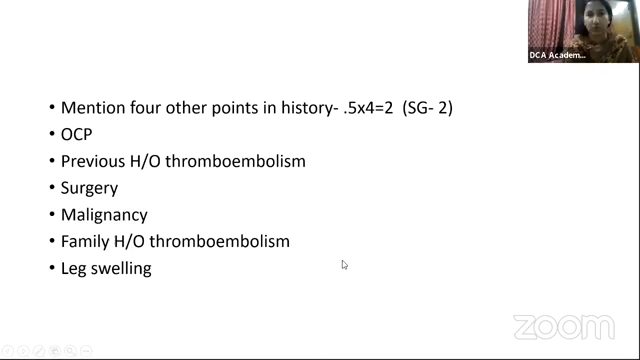 DCA Academ...
• Mention four other points in history- .5x4=2 (SG- 2)
• OCP
• Previous H/O thromboembolism
• Surgery
• Malignancy
• Family H/O thromboembolism
• Leg swelling
zoom